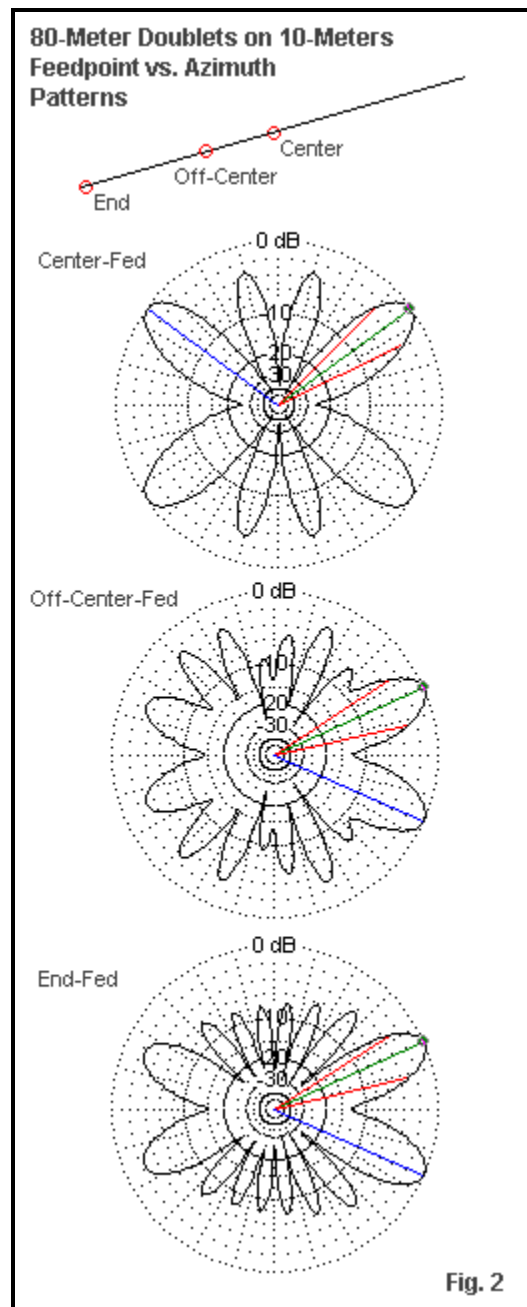 80-Meter Doublets on 10-Meters
Feedpoint vs. Azimuth
Patterns
Center
Off-Center
End
0 dB
Center-Fed
10
20
30
0 dB
Off-Center-Fed
10
20
30
0 dB
End-Fed
10
20
30
Fig. 2